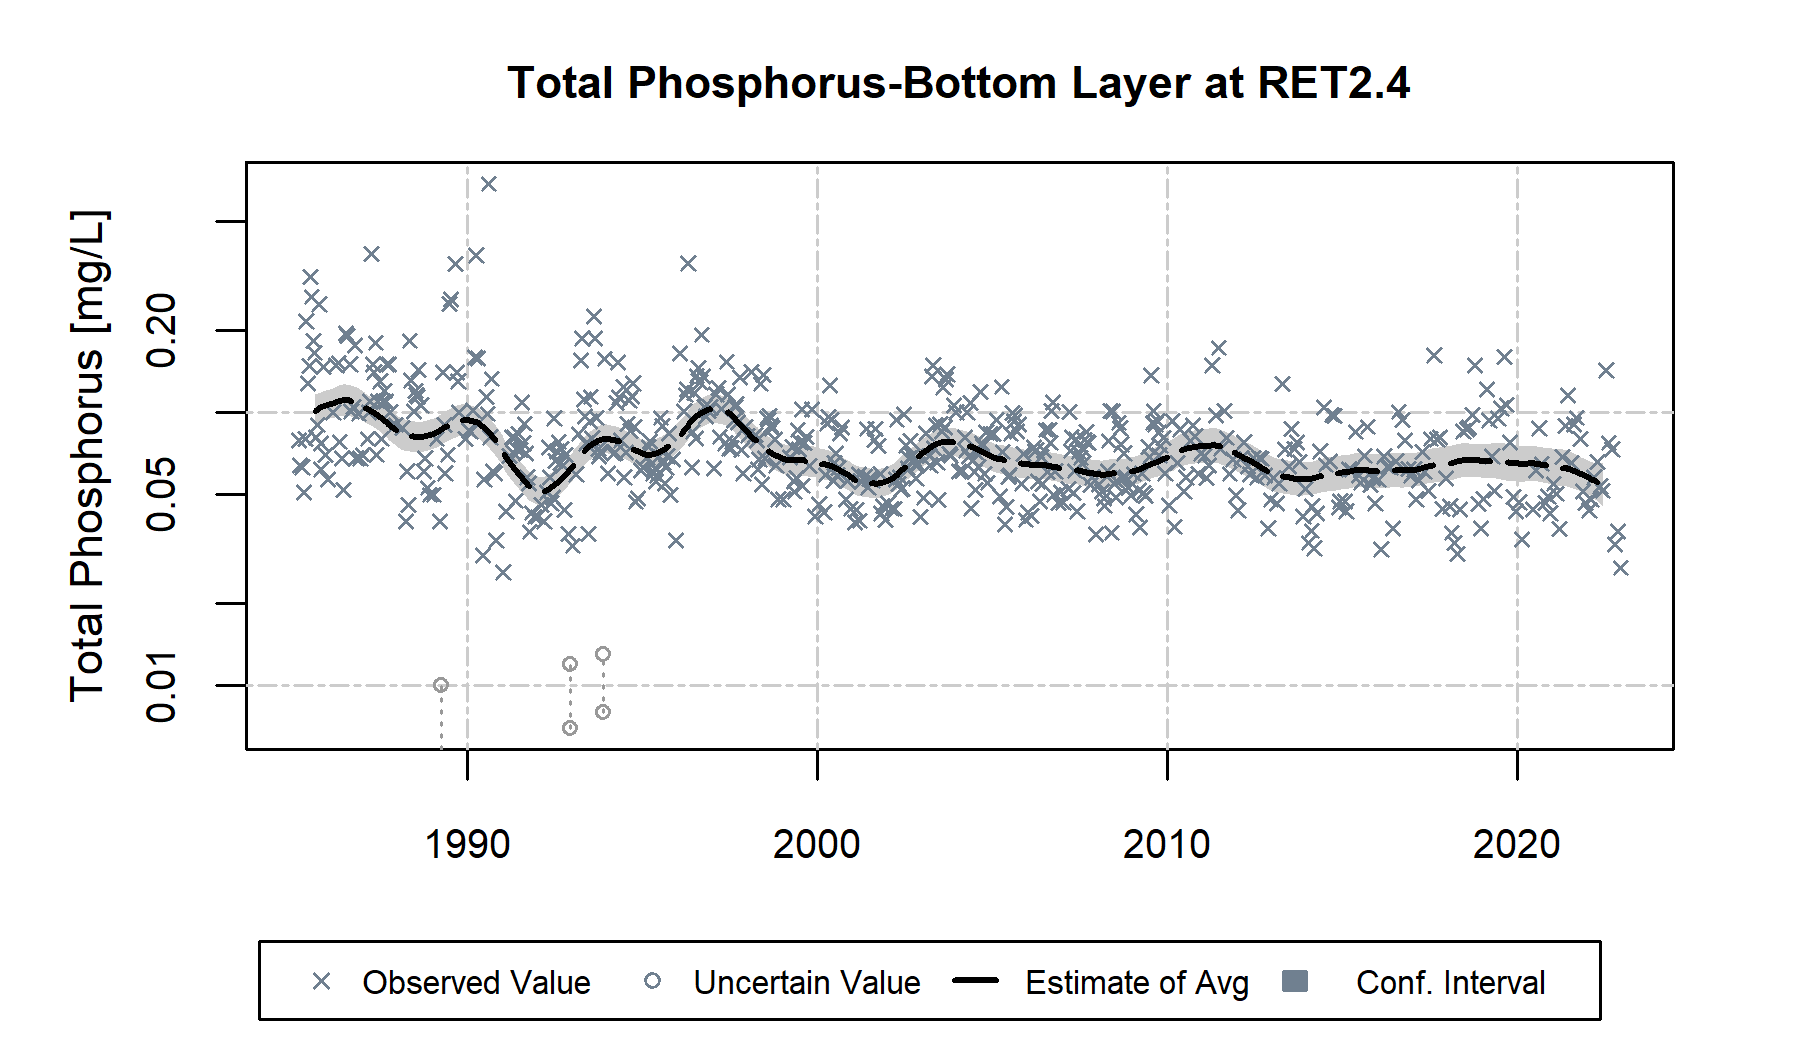 Total Phosphorus-Bottom Layer at RET2.4
Total Phosphorus [mg/L]
0.20
0.05
0.01
1990 2000 2010 2020
Observed Value Uncertain Value Estimate of Avg Conf. Interval